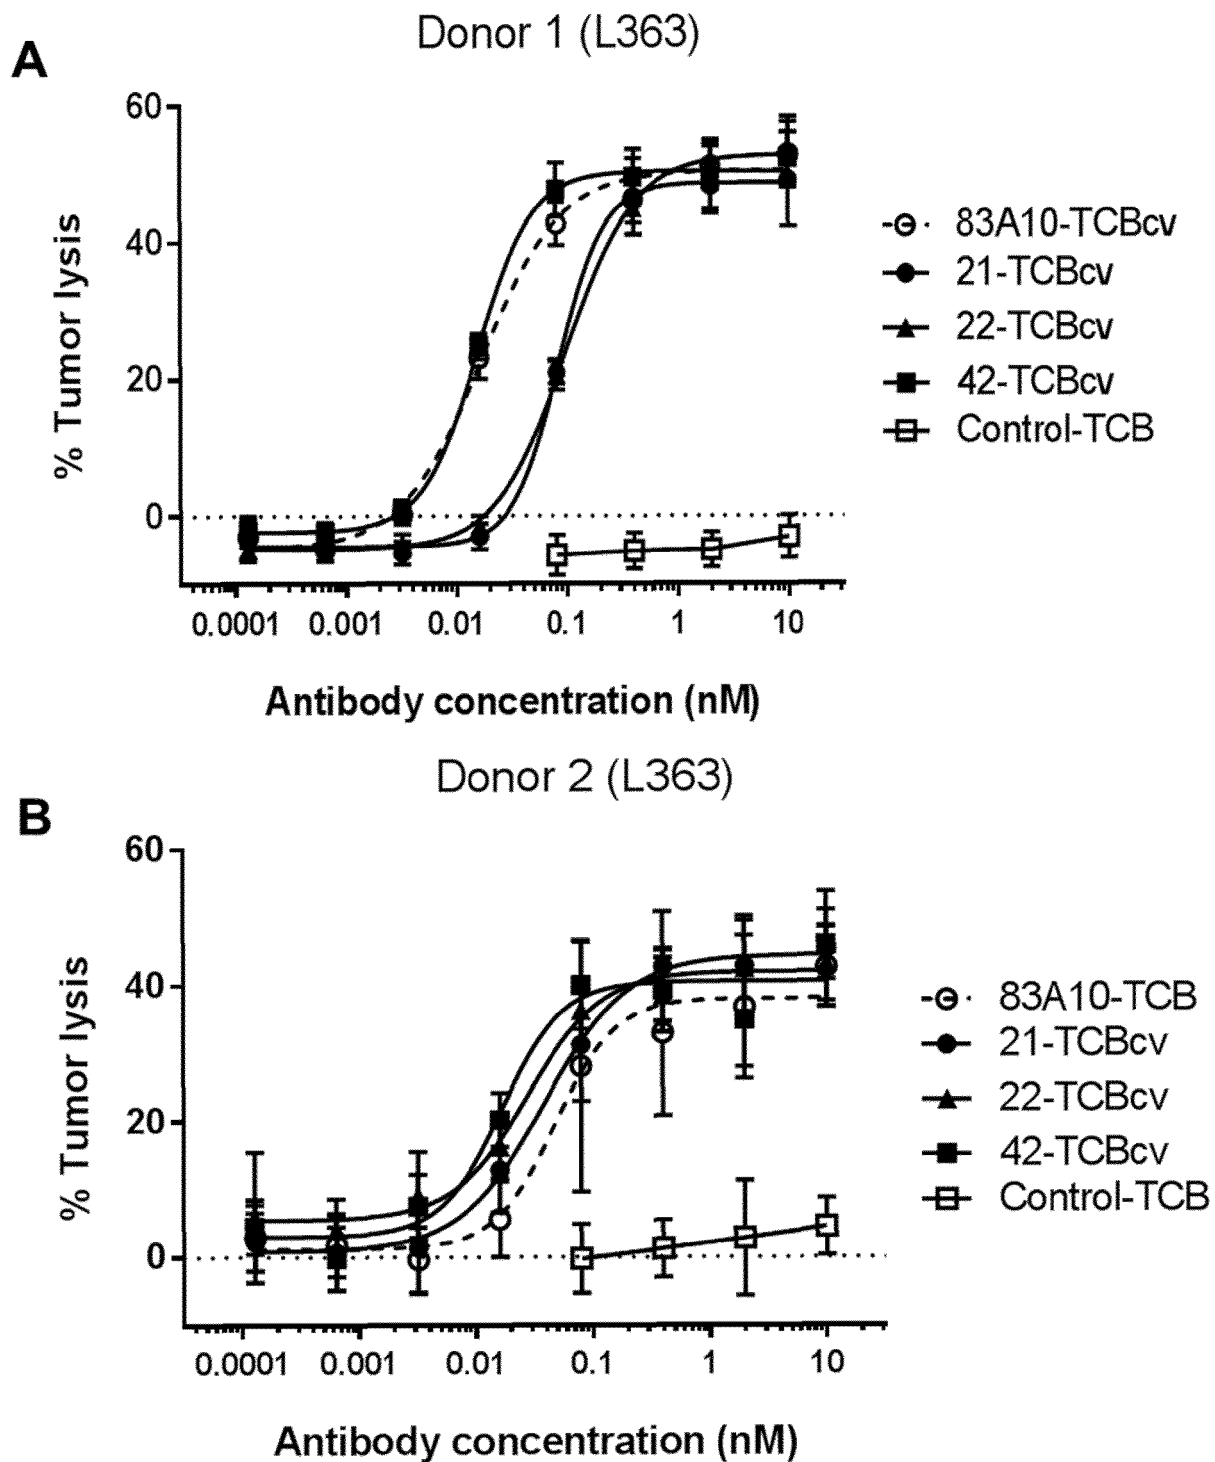 Donor 1 (L363)
A
60
40
20
0
% Tumor lysis
83A10-TCBcv
21-TCBcv
22-TCBcv
42-TCBcv
Control-TCB
0.0001 0.001 0.01 0.1 1 10
Antibody concentration (nM)
Donor 2 (L363)
B
60
40
20
0
% Tumor lysis
83A10-TCB
21-TCBcv
22-TCBcv
42-TCBcv
Control-TCB
0.0001 0.001 0.01 0.1 1 10
Antibody concentration (nM)